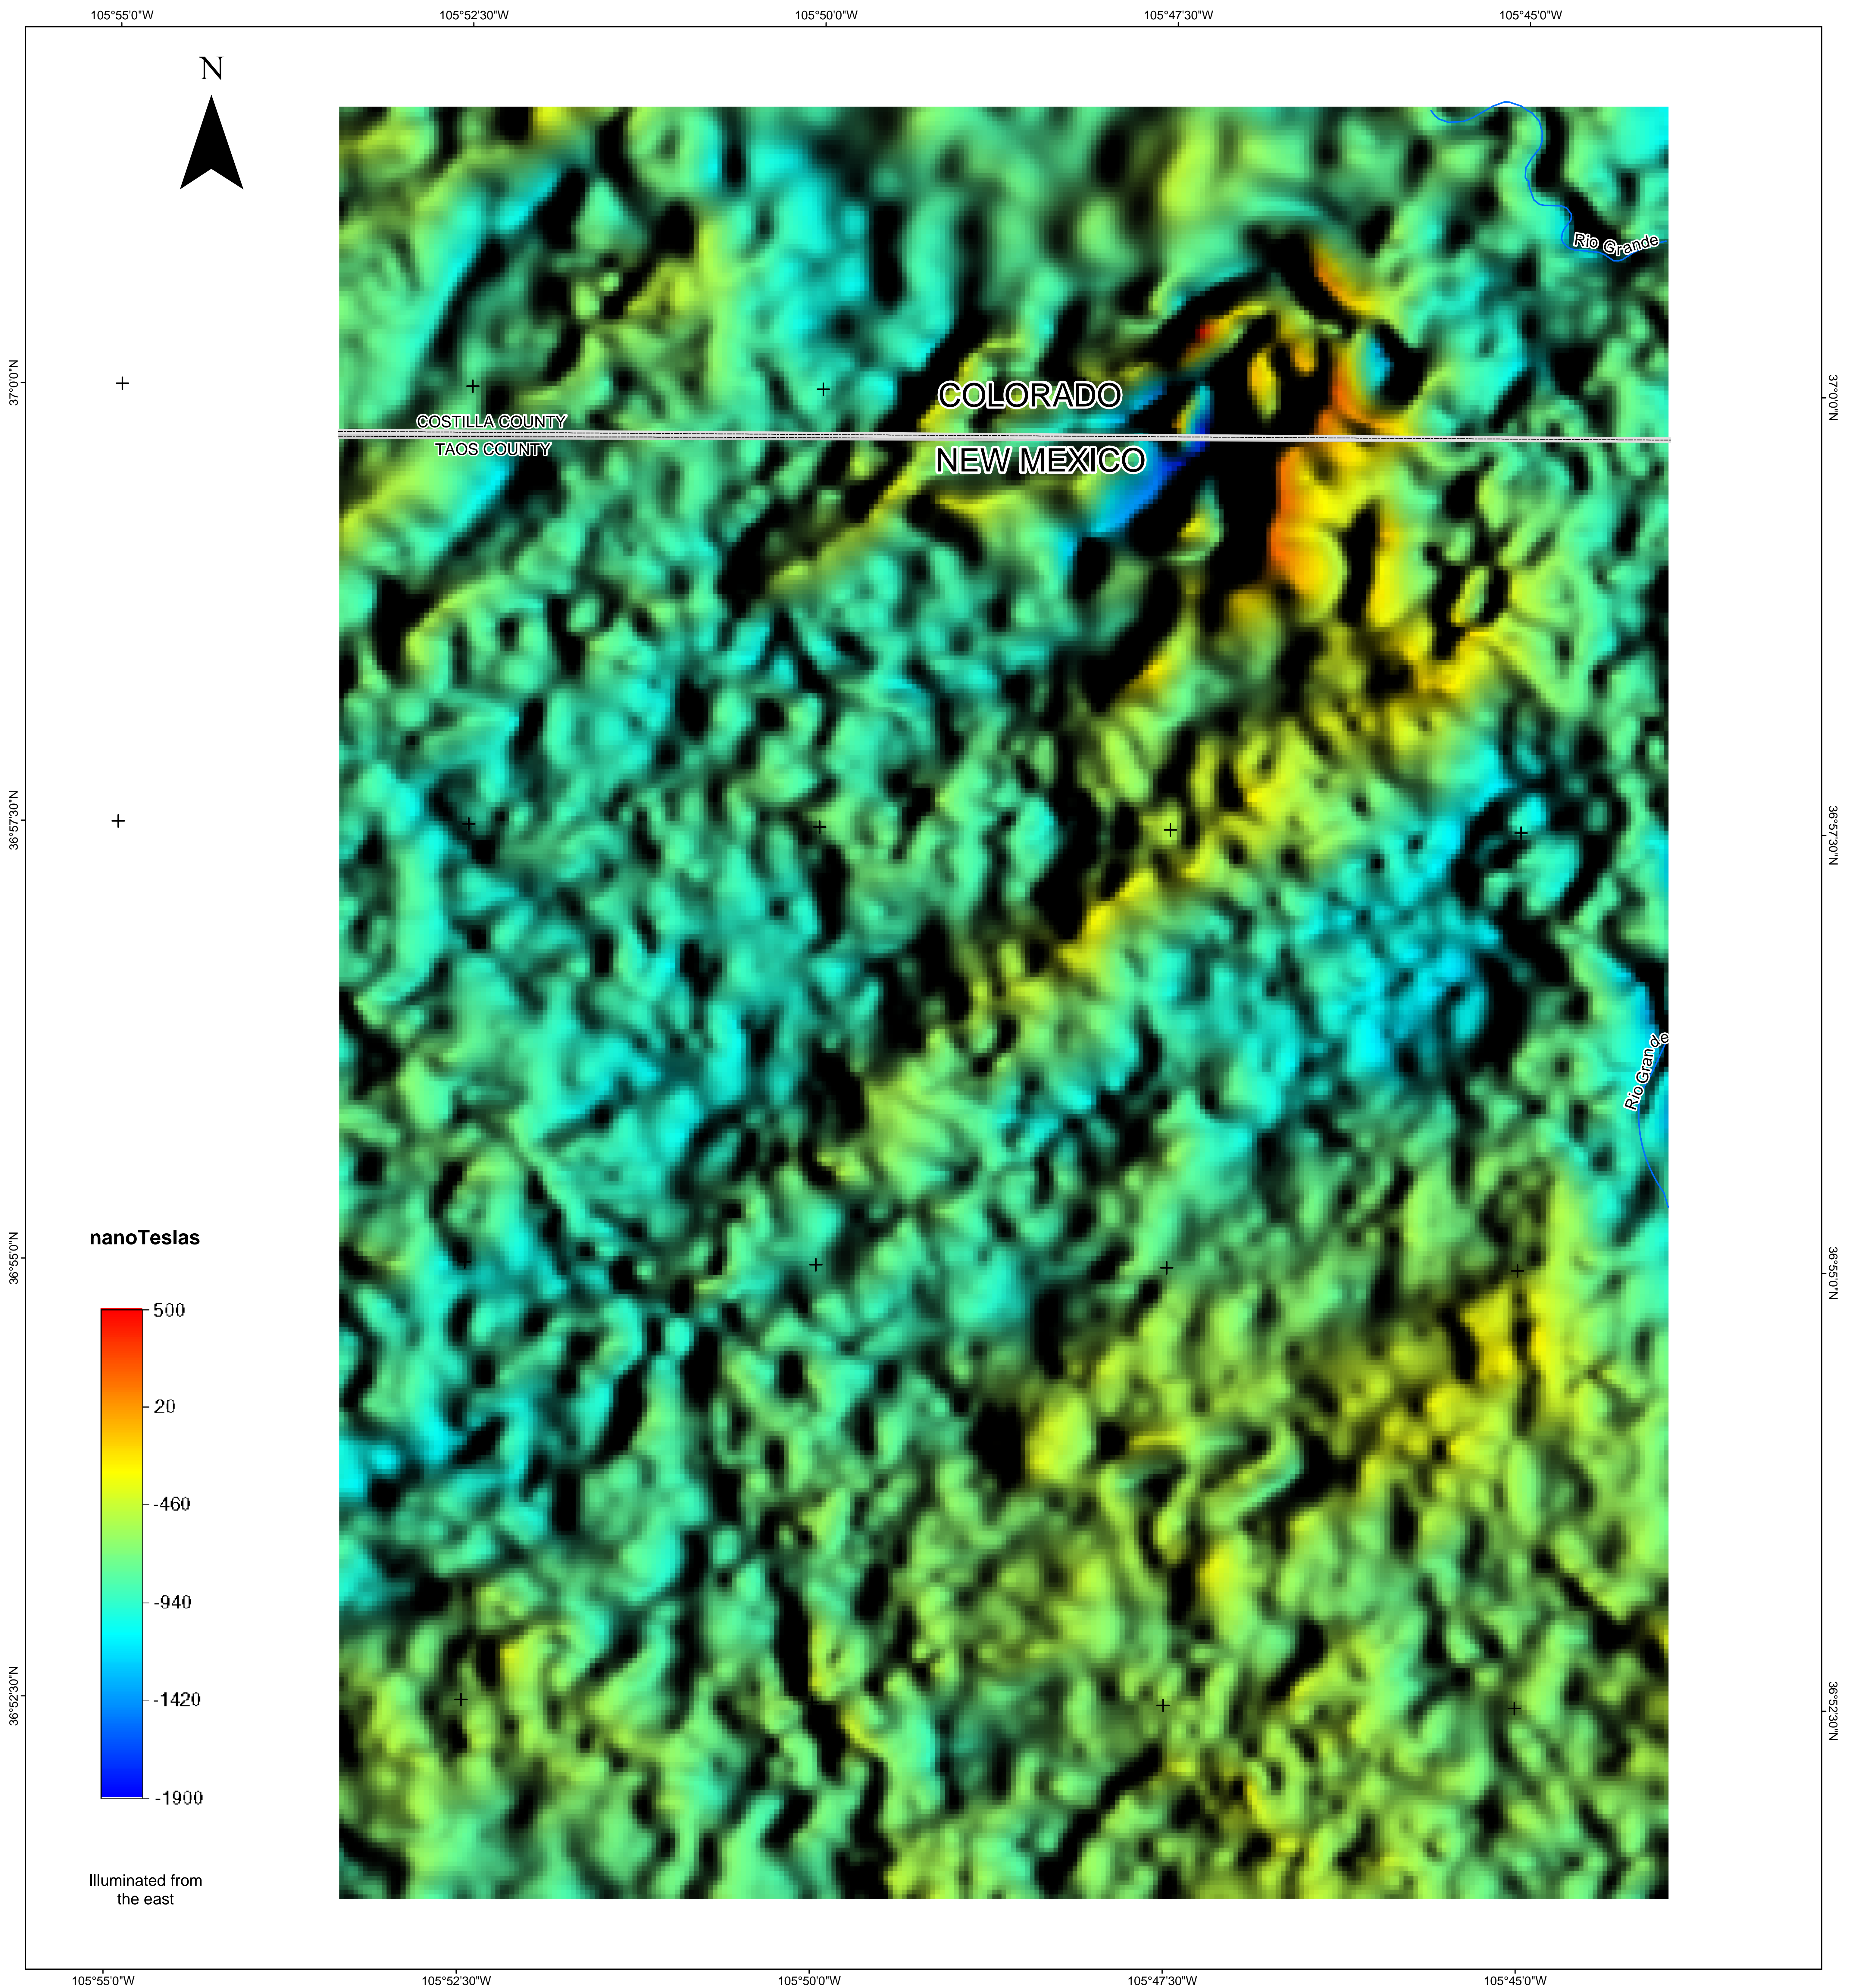 105°55'0"W 105°52'30"W 105°50'0"W 105°47'30"W 105°45'0"W
N
Rio Grande
37°0'0"N
37°0'0"N
COLORADO
COSTILLA COUNTY
TAOS COUNTY
NEW MEXICO
36°57'30"N
36°57'30"N
Rio Grande
36°55'0"N
36°55'0"N
nanoTeslas
500
20
-460
-940
-1420
-1900
36°52'30"N
36°52'30"N
Illuminated from
the east
105°55'0"W 105°52'30"W 105°50'0"W 105°47'30"W 105°45'0"W